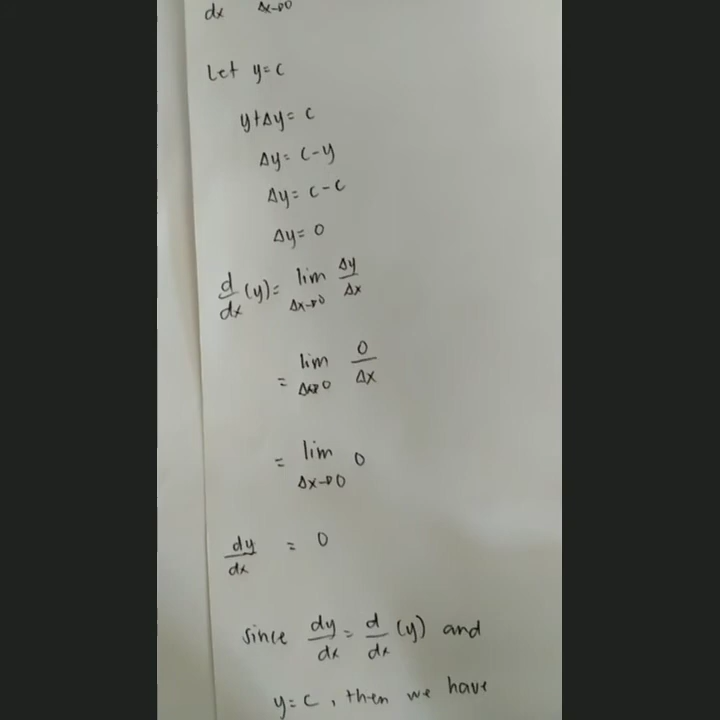 dx Δx→0
Let y=c
y+Δy=c
Δy=c-y
Δy=c-c
Δy=0
d/dx (y)= lim Δx→0 Δy/Δx
= lim Δx→0 0/Δx
= lim Δx→0 0
dy/dx = 0
since dy/dx = d/dx (y) and
y=c, then we have